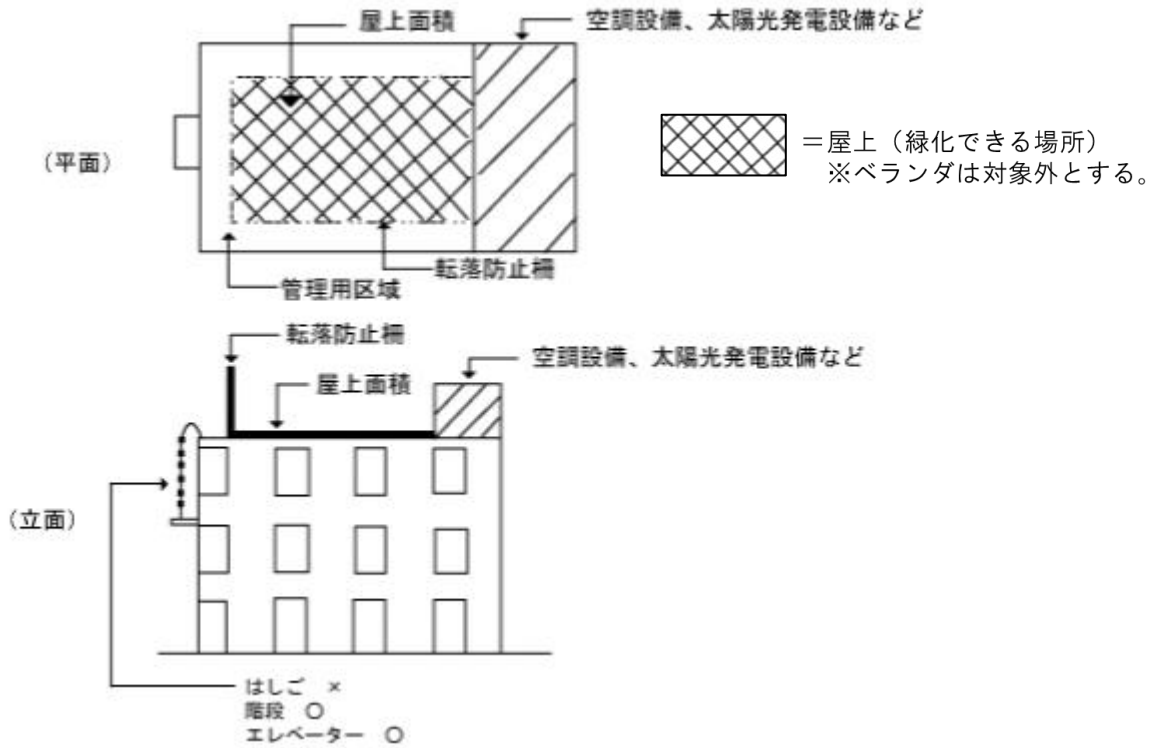 屋上面積
空調設備、太陽光発電設備など
(平面)
=屋上(緑化できる場所)
※ベランダは対象外とする。
転落防止柵
管理用区域
転落防止柵
空調設備、太陽光発電設備など
屋上面積
(立面)
はしご ×
階段 〇
エレベーター 〇